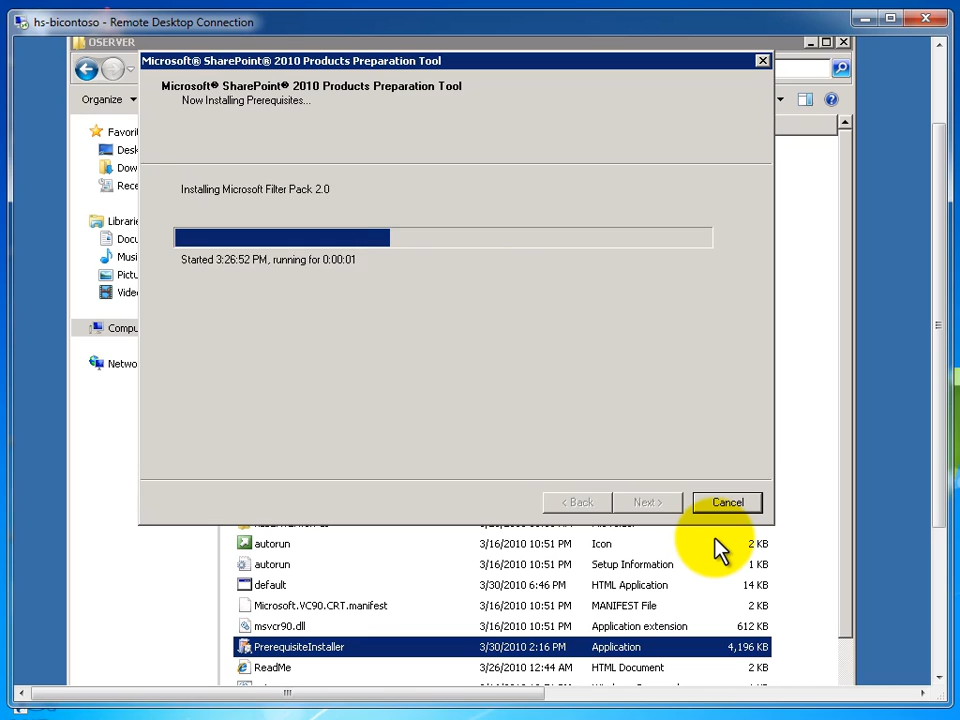 hs-bicontoso - Remote Desktop Connection
OSERVER
Microsoft® SharePoint® 2010 Products Preparation Tool
Microsoft® SharePoint® 2010 Products Preparation Tool
Now Installing Prerequisites...
Organize
Favorit
Desk
Dow
Rece
Installing Microsoft Filter Pack 2.0
Librarie
Docu
Musi
Started 3:26:52 PM, running for 0:00:01
Pictu
Video
Compu
Netwo
< Back
Next >
Cancel
autorun 3/16/2010 10:51 PM Icon 2 KB
autorun 3/16/2010 10:51 PM Setup Information 1 KB
default 3/30/2010 6:46 PM HTML Application 14 KB
Microsoft.VC90.CRT.manifest 3/16/2010 10:51 PM MANIFEST File 2 KB
msvcr90.dll 3/16/2010 10:51 PM Application extension 612 KB
PrerequisiteInstaller 3/30/2010 2:16 PM Application 4,196 KB
ReadMe 3/26/2010 12:44 AM HTML Document 2 KB